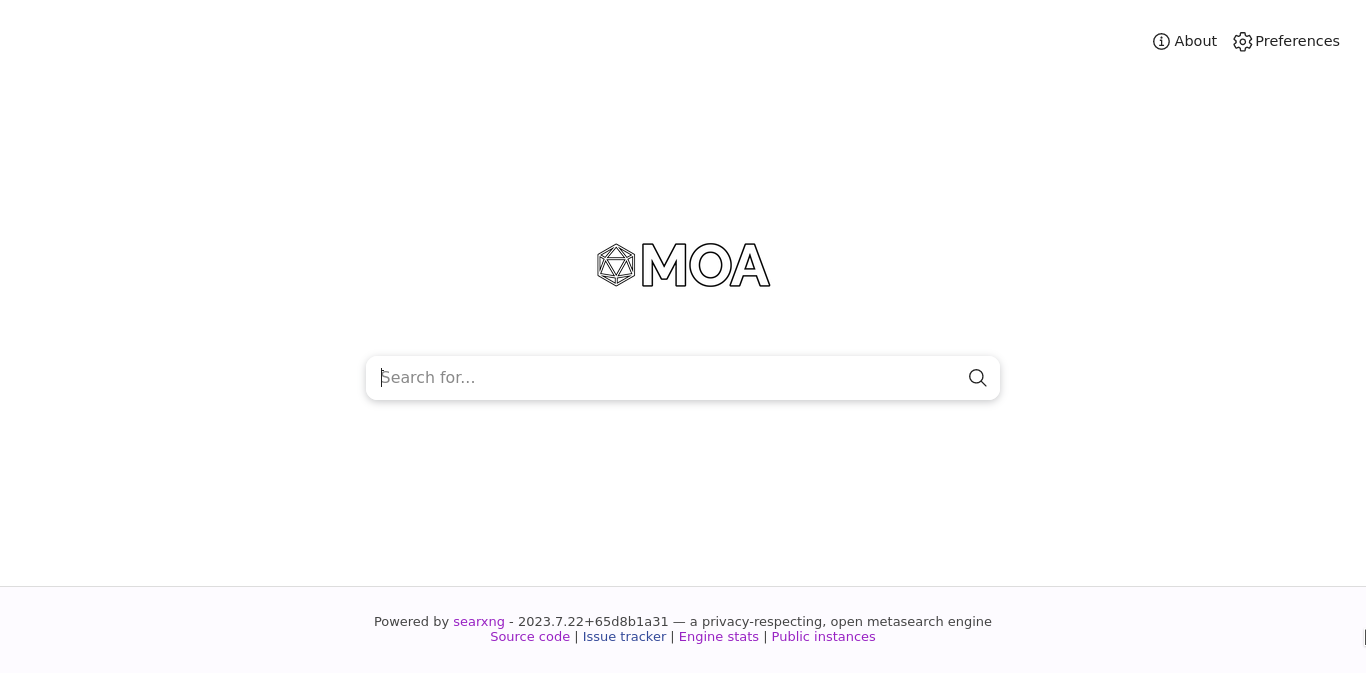 About Preferences
MOA
Search for...
Powered by searxng - 2023.7.22+65d8b1a31 — a privacy-respecting, open metasearch engine
Source code | Issue tracker | Engine stats | Public instances